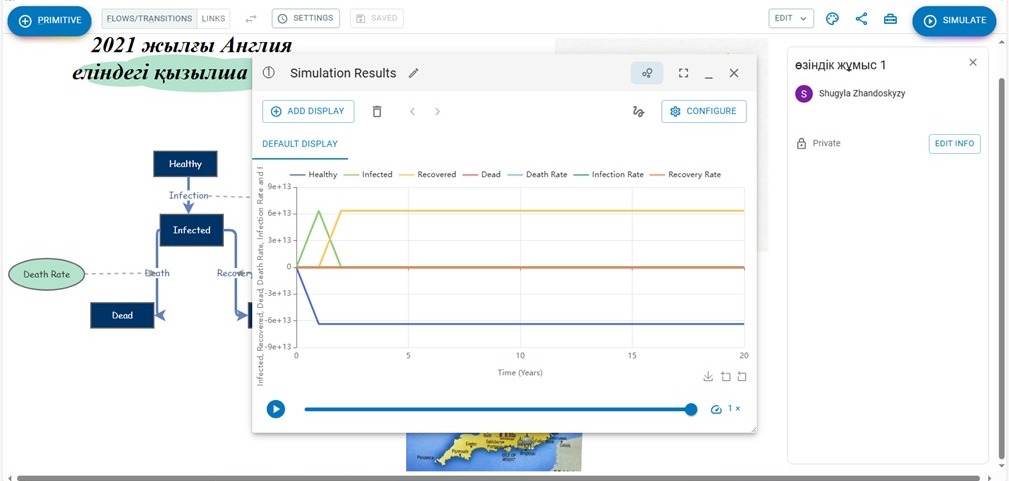 PRIMITIVE
FLOWS/TRANSITIONS LINKS
SETTINGS
SAVED
EDIT
SIMULATE
2021 жылғы Англия
еліндегі қызылша
Healthy
Infection
Infected
Death Rate
Death
Recovery
Dead
Simulation Results
ADD DISPLAY
CONFIGURE
DEFAULT DISPLAY
Healthy Infected Recovered Dead Death Rate Infection Rate Recovery Rate
Infected, Recovered, Dead, Death Rate, Infection Rate and
9e+13
6e+13
3e+13
0
-3e+13
-6e+13
-9e+13
0 5 10 15 20
Time (Years)
1 ×
өзіндік жұмыс 1
S
Shugyla Zhandoskyzy
Private
EDIT INFO